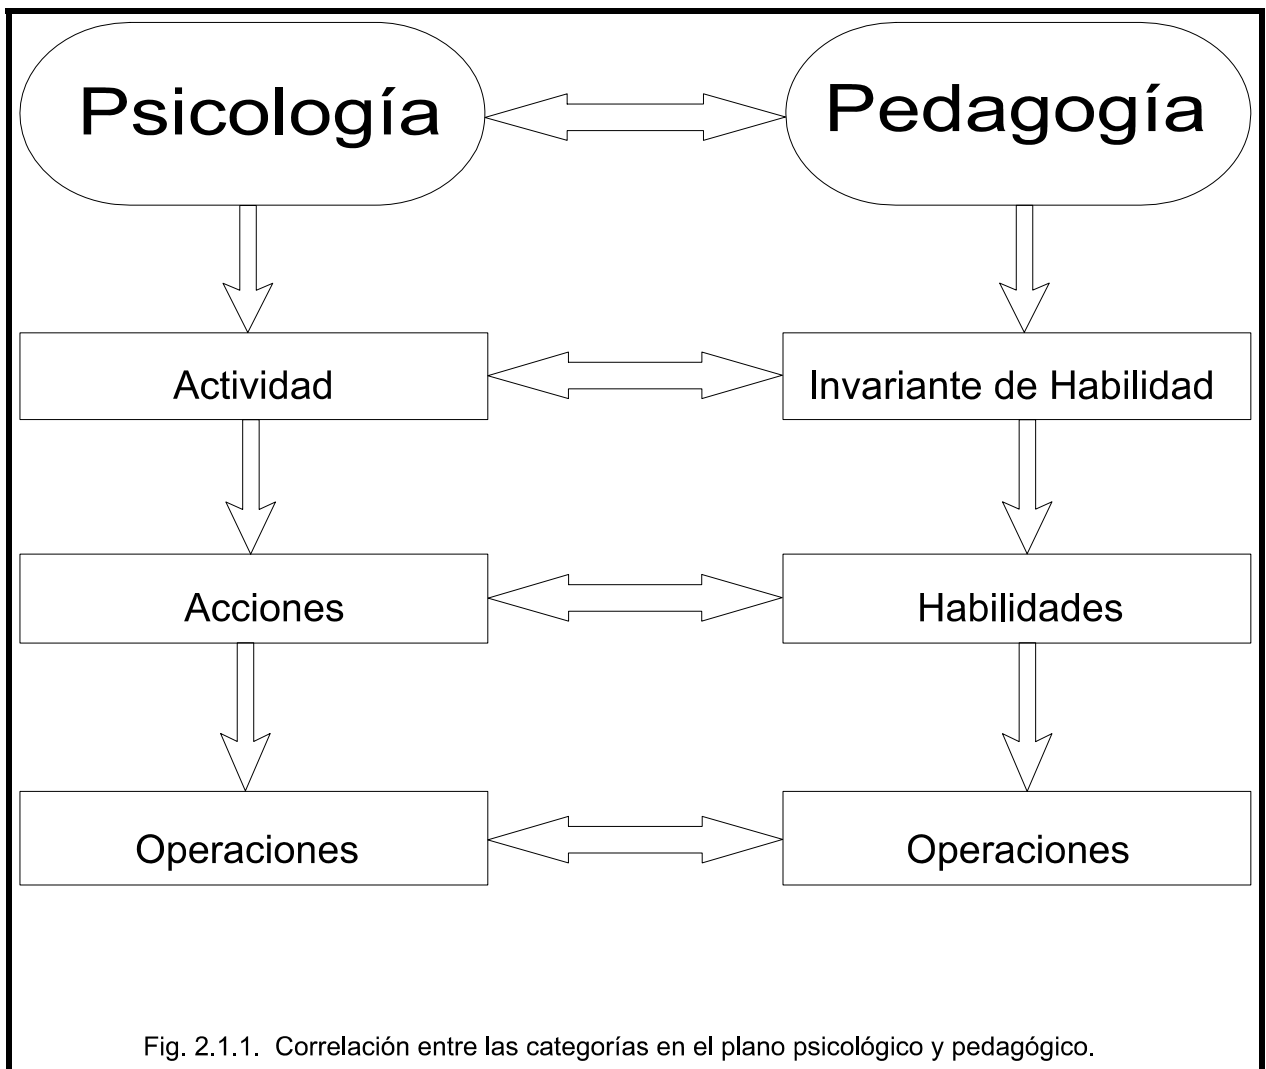 Psicología
Pedagogía
Actividad
Invariante de Habilidad
Acciones
Habilidades
Operaciones
Operaciones
Fig. 2.1.1. Correlación entre las categorías en el plano psicológico y pedagógico.